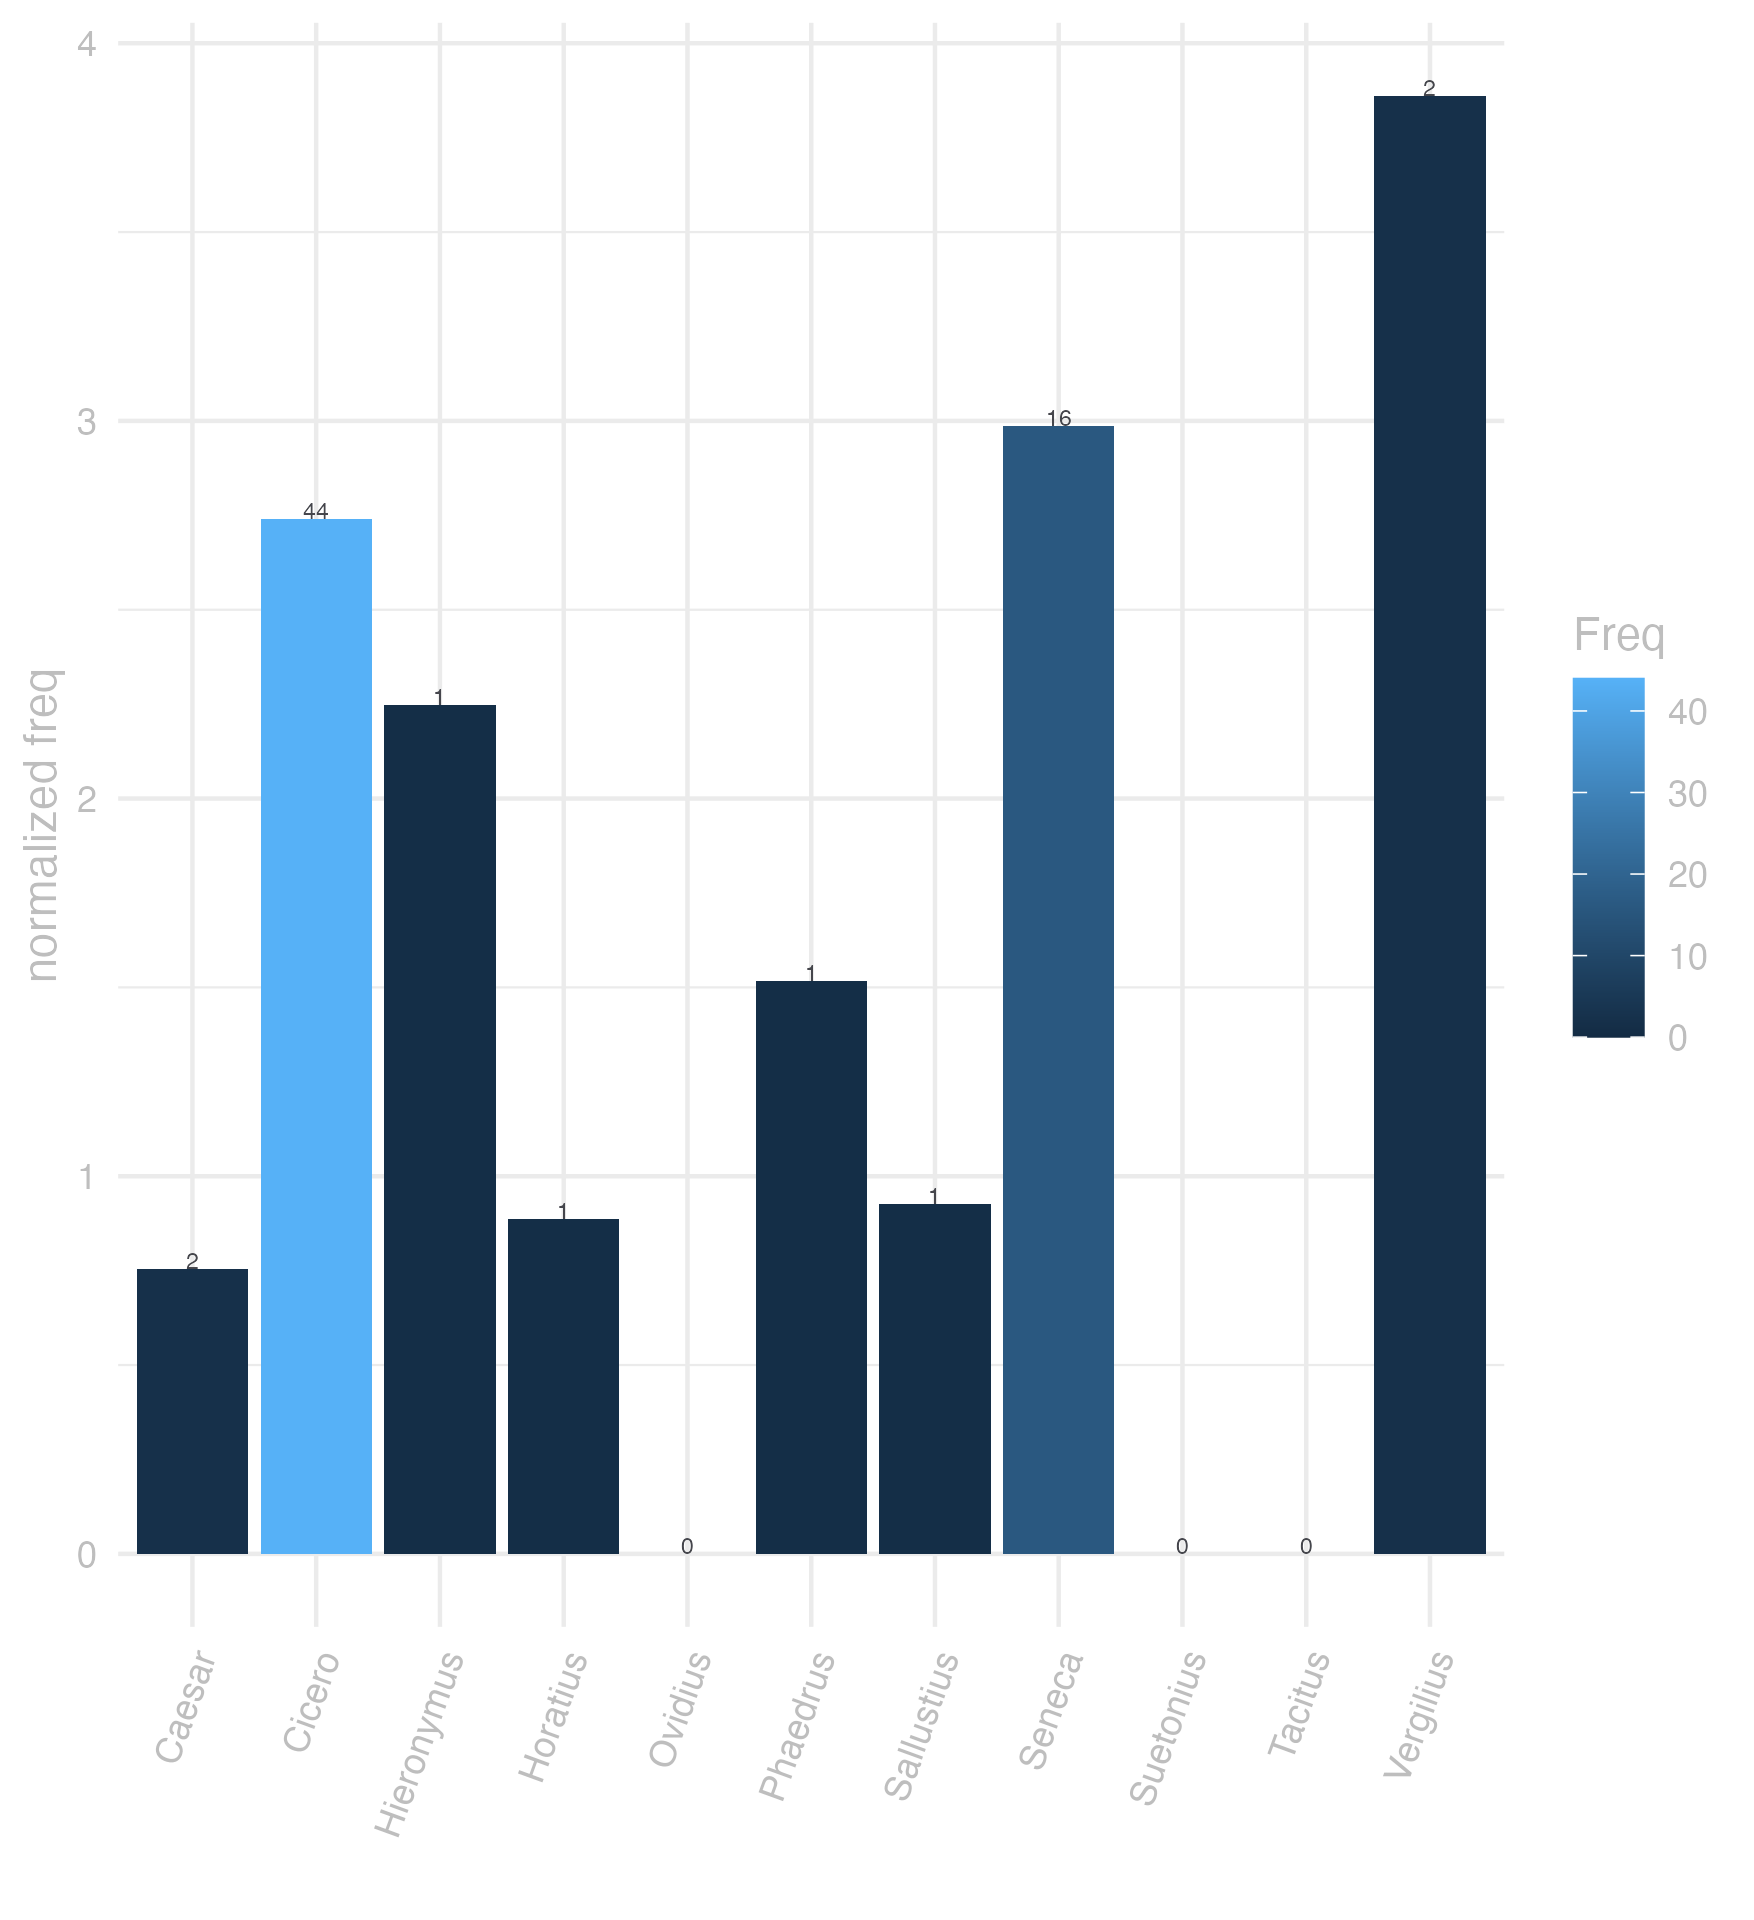 4
3
2
1
0
normalized freq
2
44
1
1
0
1
1
16
0
0
2
Caesar
Cicero
Hieronymus
Horatius
Ovidius
Phaedrus
Sallustius
Seneca
Suetonius
Tacitus
Vergilius
Freq
40
30
20
10
0